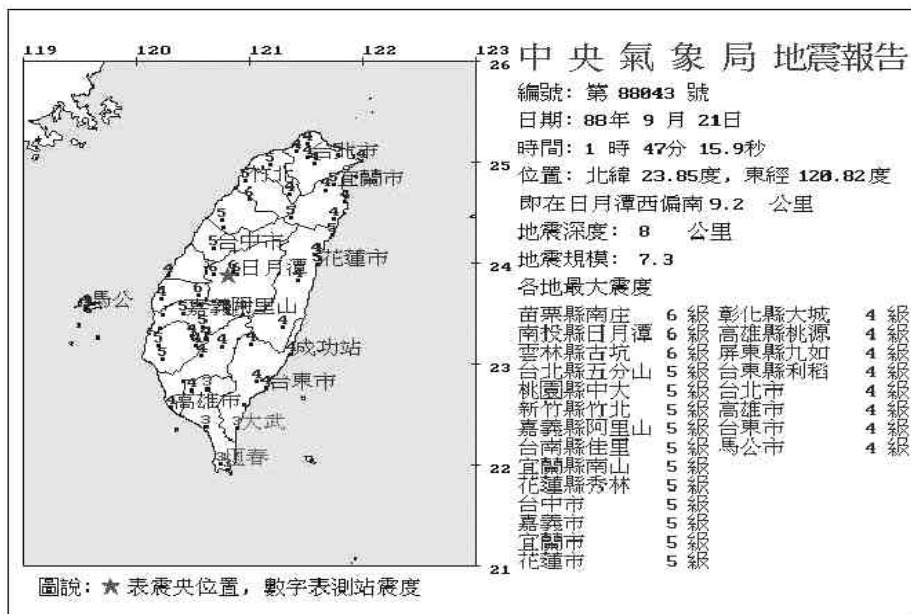 119 120 121 122 123
26
25
24
23
22
21
台北市
竹北
宜蘭市
台中市
日月潭
花蓮市
馬公
嘉義 阿里山
成功站
台東市
高雄市
大武
恆春
圖說: ★ 表震央位置, 數字表測站震度
中央氣象局 地震報告
編號: 第 88043 號
日期: 88年 9 月 21日
時間: 1 時 47分 15.9秒
位置: 北緯 23.85度, 東經 120.82度
即在日月潭西偏南 9.2 公里
地震深度: 8 公里
地震規模: 7.3
各地最大震度
苗栗縣南庄 6 級 彰化縣大城 4 級
南投縣日月潭 6 級 高雄縣桃源 4 級
雲林縣古坑 6 級 屏東縣九如 4 級
台北縣五分山 5 級 台東縣利稻 4 級
桃園縣中大 5 級 台北市 4 級
新竹縣竹北 5 級 高雄市 4 級
嘉義縣阿里山 5 級 台東市 4 級
台南縣佳里 5 級 馬公市 4 級
宜蘭縣南山 5 級
花蓮縣秀林 5 級
台中市 5 級
嘉義市 5 級
宜蘭市 5 級
花蓮市 5 級